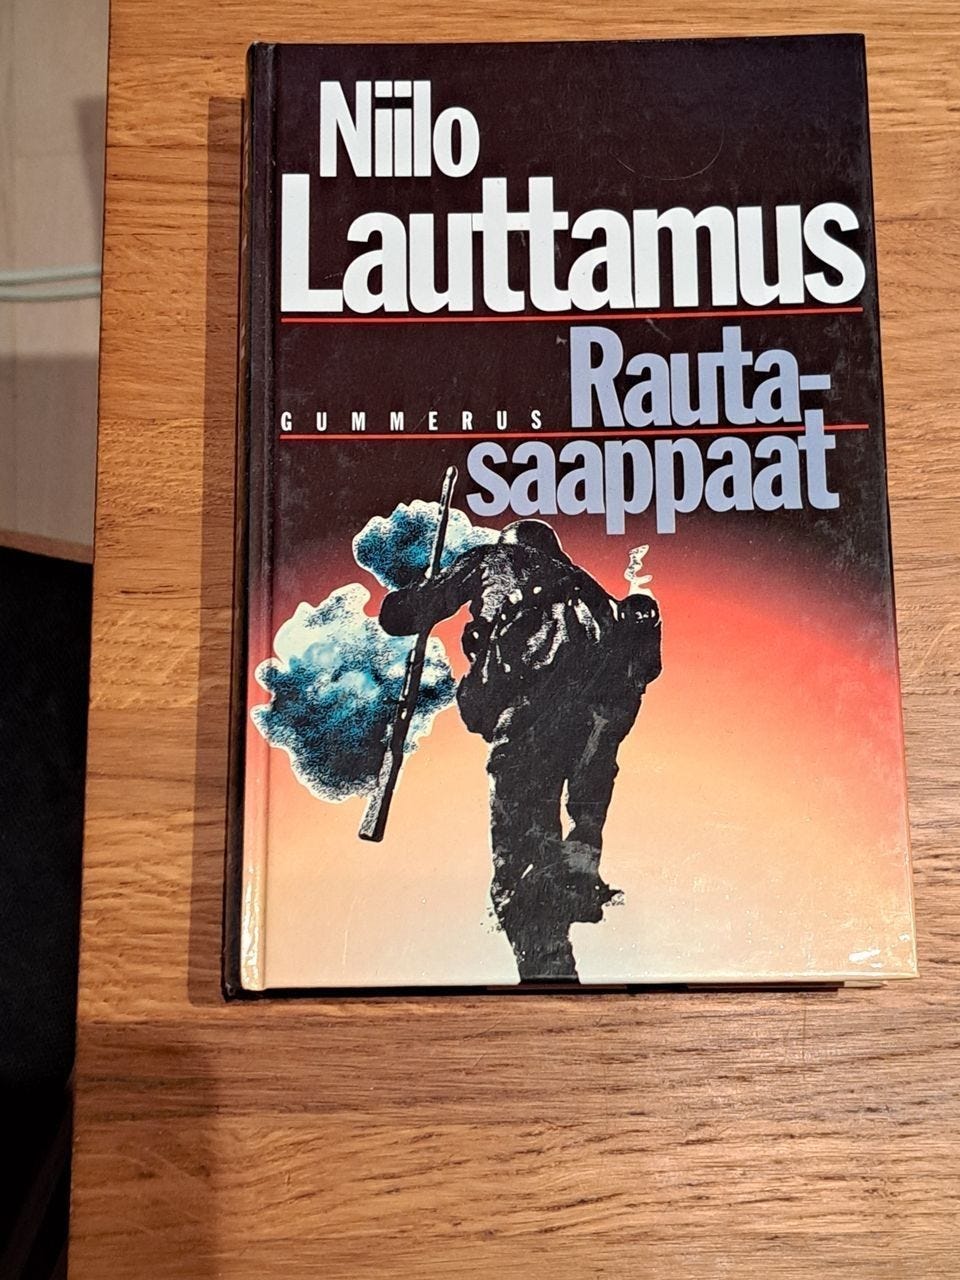 Niilo
Lauttamus
Rauta-
GUMMERUS
saappaat